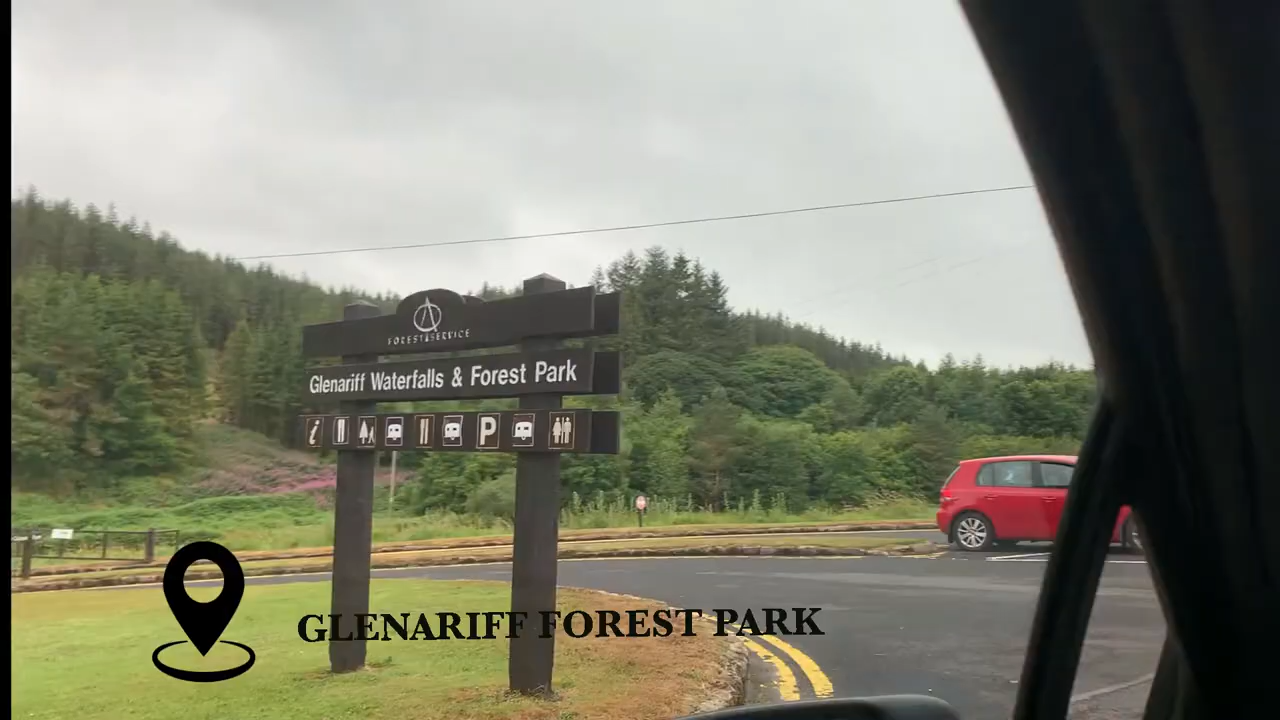 FOREST SERVICE
Glenariff Waterfalls & Forest Park
i P
GLENARIFF FOREST PARK